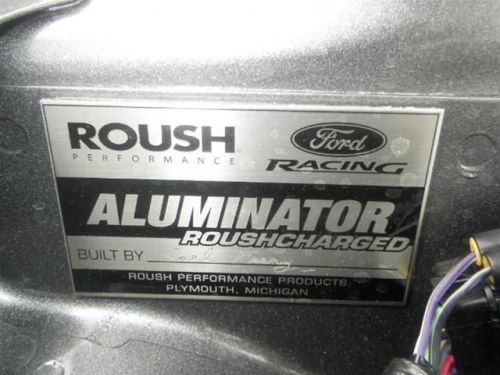 ROUSH
PERFORMANCE
Ford
RACING
ALUMINATOR
ROUSHCHARGED
BUILT BY
ROUSH PERFORMANCE PRODUCTS
PLYMOUTH, MICHIGAN